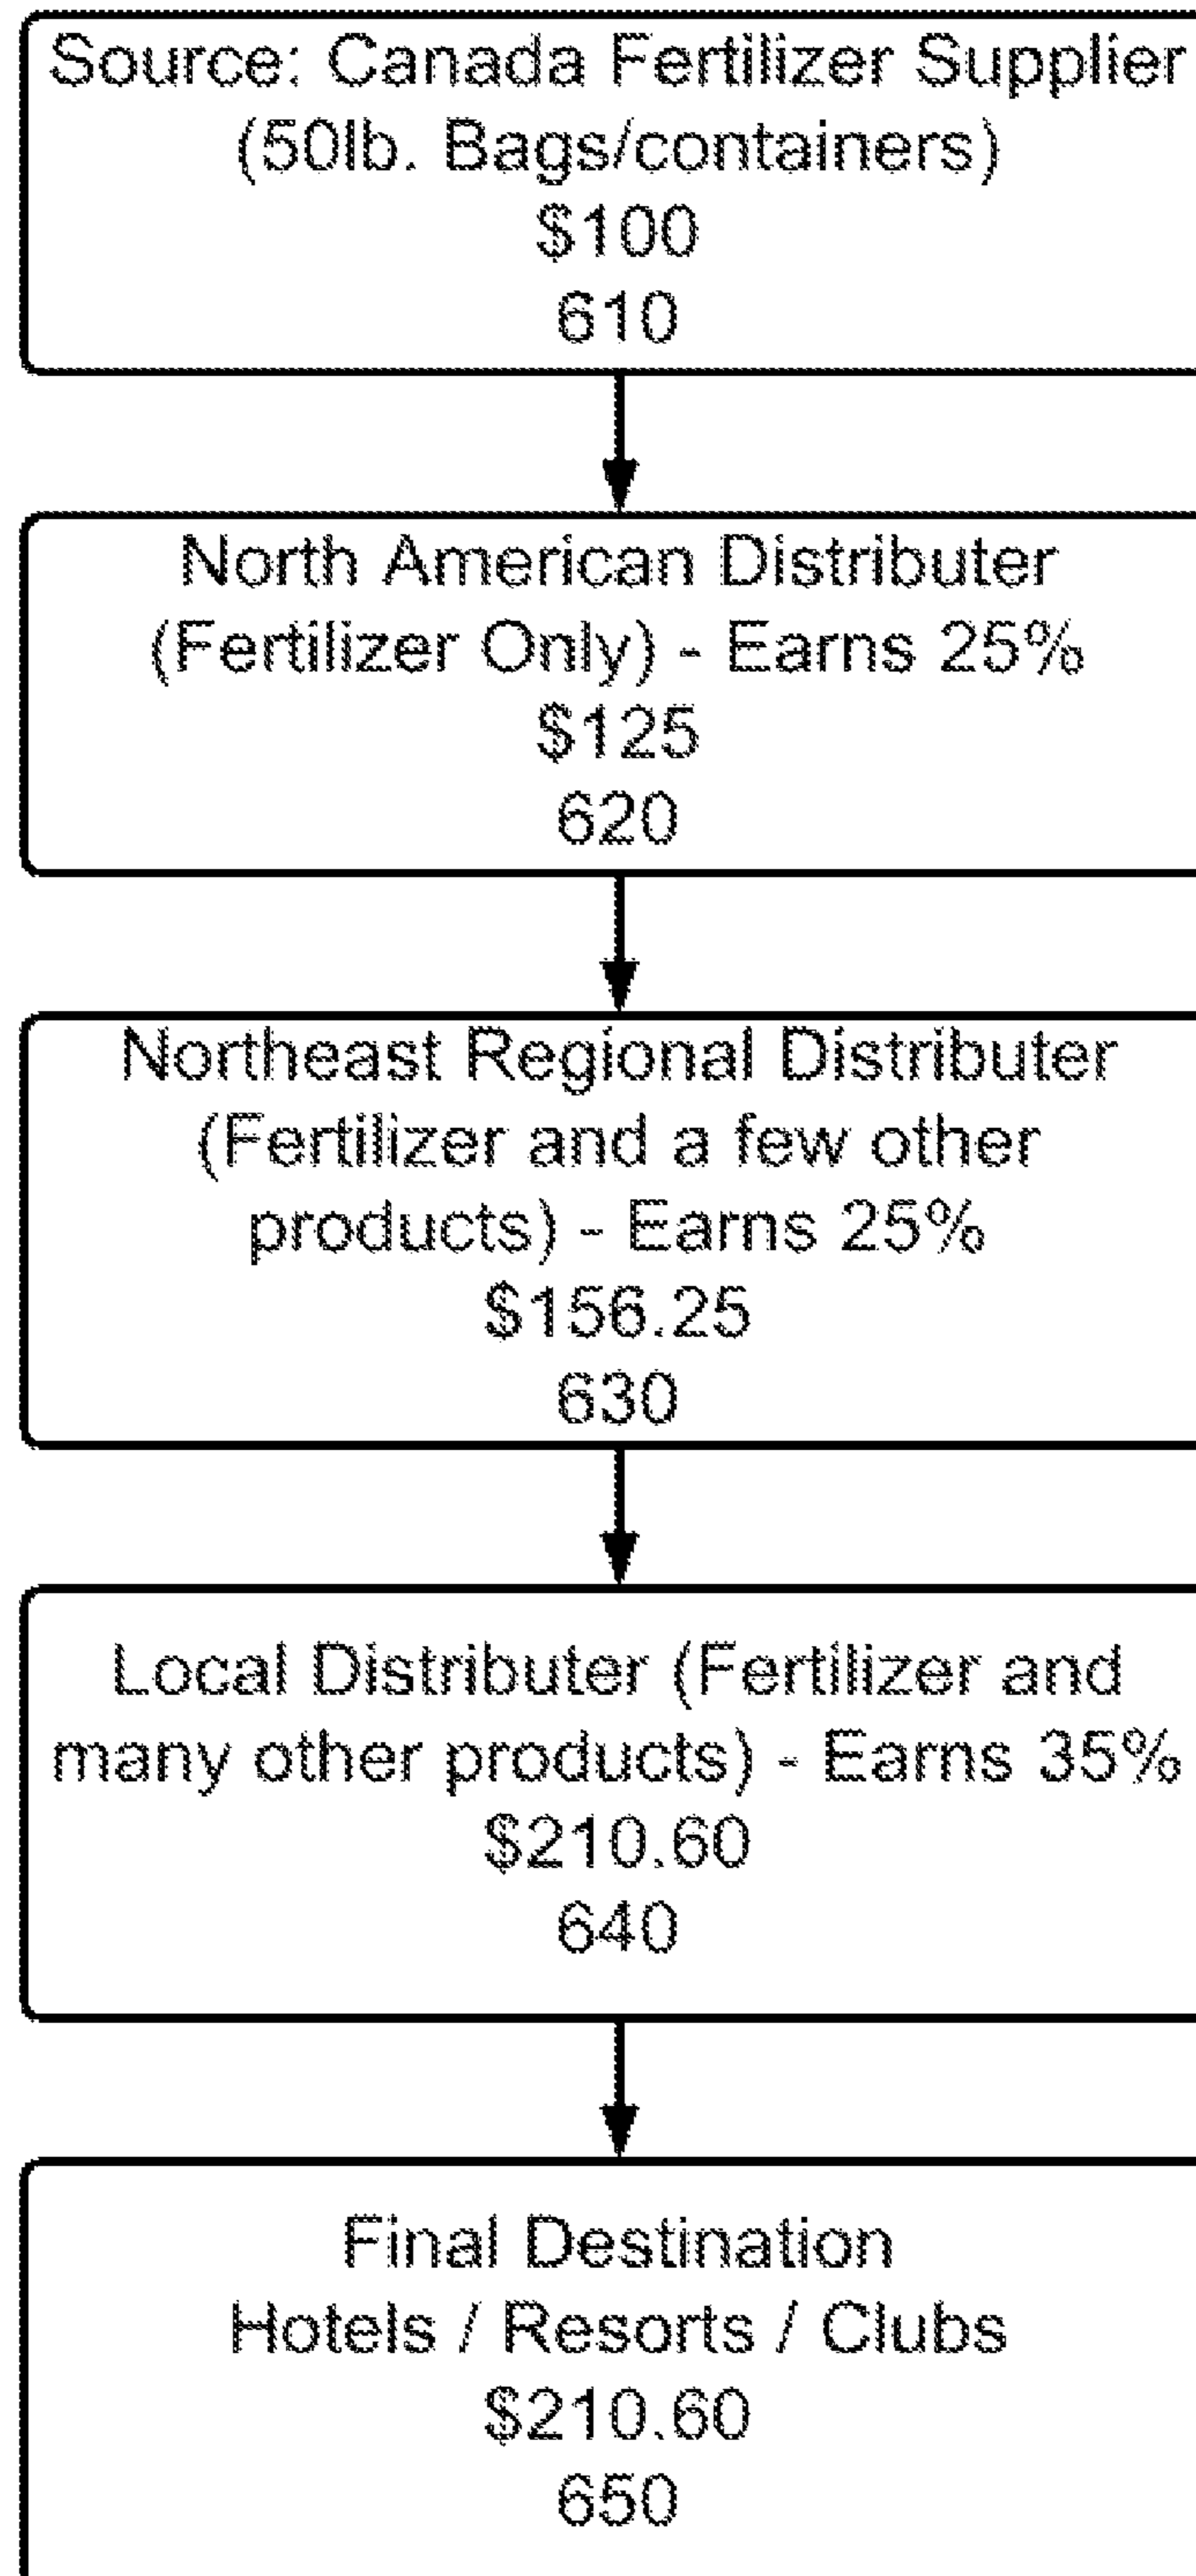 Source: Canada Fertilizer Supplier
(50lb. Bags/containers)
$100
610
North American Distributer
(Fertilizer Only) - Earns 25%
$125
620
Northeast Regional Distributer
(Fertilizer and a few other
products) - Earns 25%
$156.25
630
Local Distributer (Fertilizer and
many other products) - Earns 35%
$210.60
640
Final Destination
Hotels / Resorts / Clubs
$210.60
650